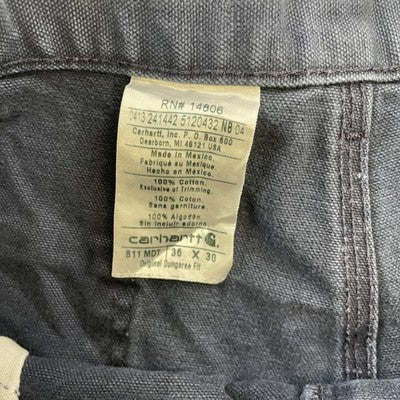 RN# 14806
0413 241442 5120432 NB 04
Carhartt, Inc. P.O. Box 600
Dearborn, MI 48121 USA
Made in Mexico
Fabriqué au Mexique
Hecho en México
100% Cotton.
Exclusive of Trimming.
100% Cotton.
Sans garniture.
100% Algodón.
Sin incluir adorno.
carhartt
B11 MDT 36 X 30
Original Dungaree Fit